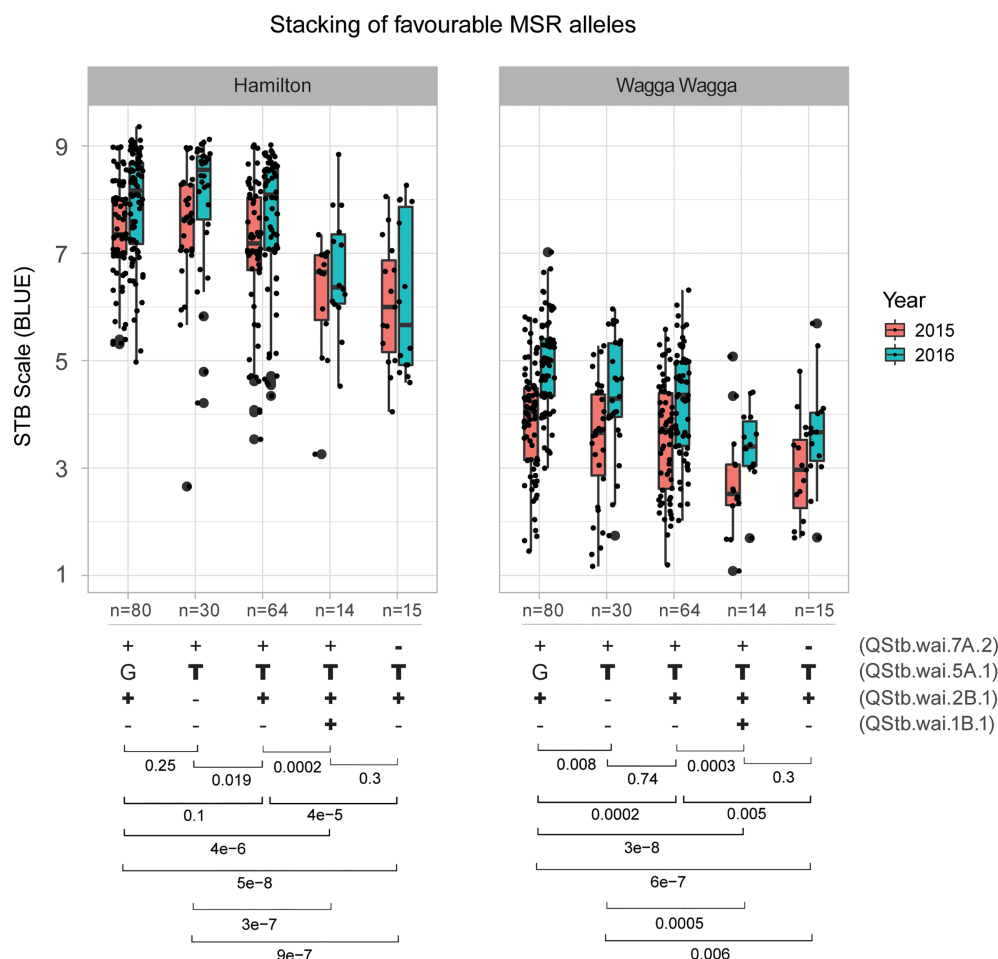 Stacking of favourable MSR alleles
Hamilton
Wagga Wagga
STB Scale (BLUE)
9
7
5
3
1
Year
2015
2016
n=80 n=30 n=64 n=14 n=15 n=80 n=30 n=64 n=14 n=15
+ + + + - + + + + - (QStb.wai.7A.2)
G T T T T G T T T T (QStb.wai.5A.1)
+ - + + + + - + + + (QStb.wai.2B.1)
- - - + - - - - + - (QStb.wai.1B.1)
0.25 0.0002 0.008 0.0003
0.019 0.3 0.74 0.3
0.1 4e−5 0.0002 0.005
4e−6 3e−8
5e−8 6e−7
3e−7 0.0005
9e−7 0.006